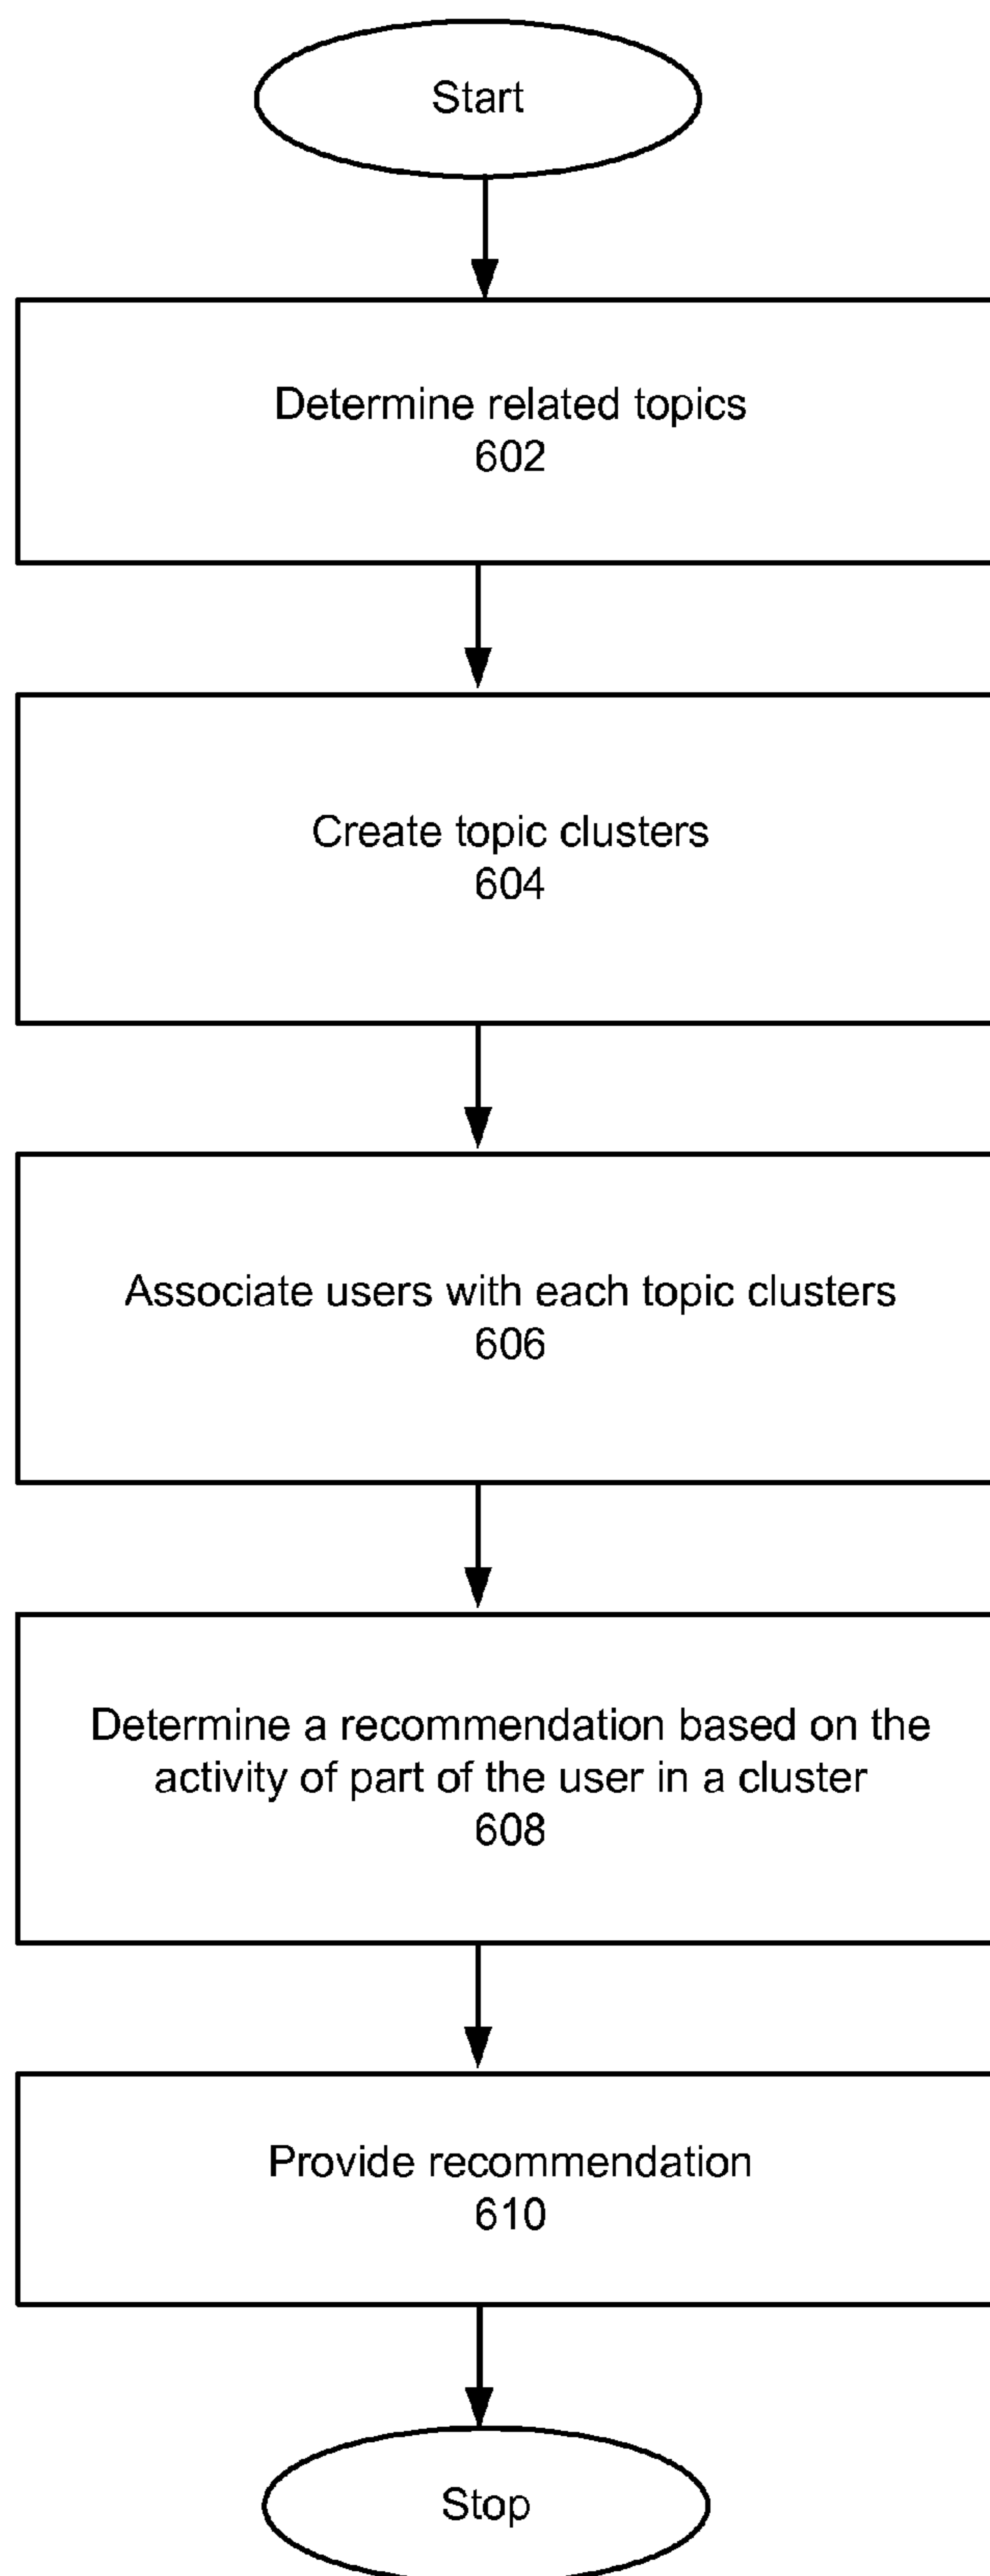 Start
Determine related topics
602
Create topic clusters
604
Associate users with each topic clusters
606
Determine a recommendation based on the
activity of part of the user in a cluster
608
Provide recommendation
610
Stop